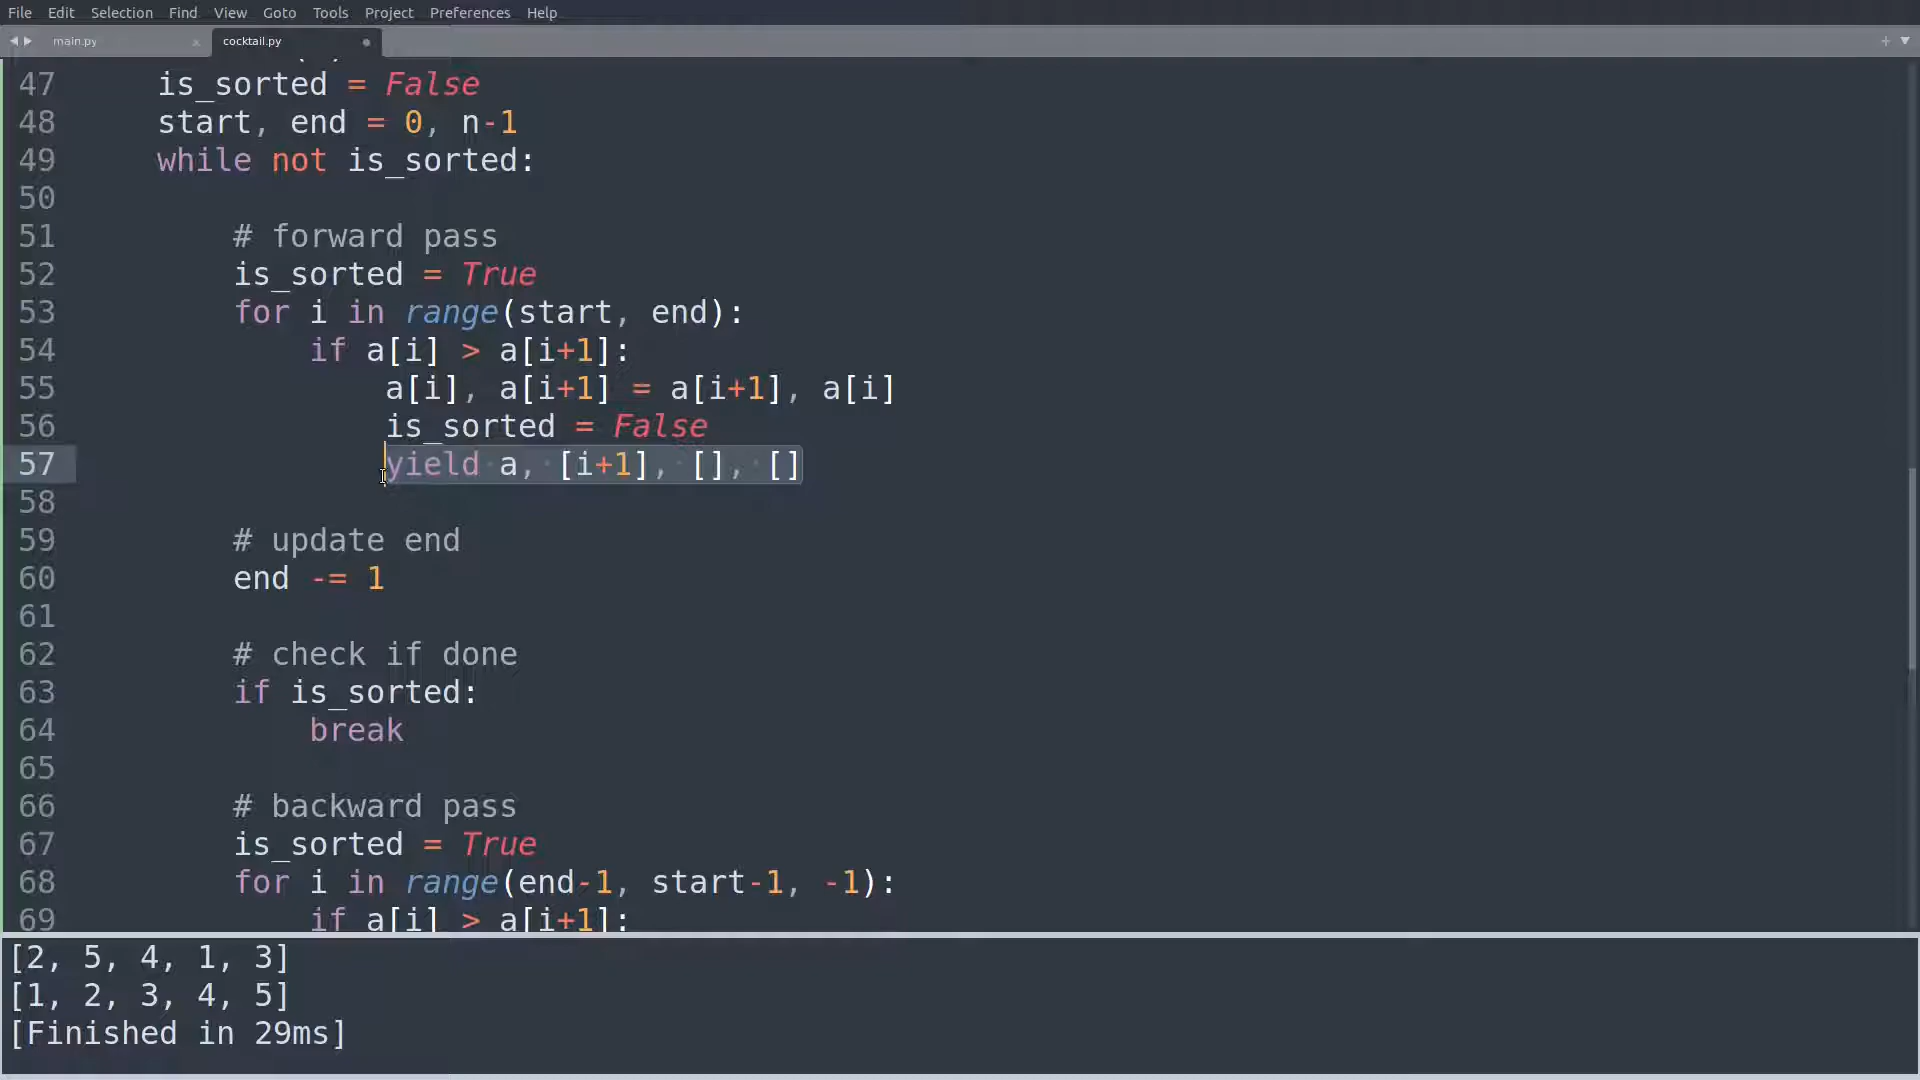 File Edit Selection Find View Goto Tools Project Preferences Help
main.py cocktail.py
47 is_sorted = False
48 start, end = 0, n-1
49 while not is_sorted:
50
51 # forward pass
52 is_sorted = True
53 for i in range(start, end):
54 if a[i] > a[i+1]:
55 a[i], a[i+1] = a[i+1], a[i]
56 is_sorted = False
57 yield a, [i+1], [], []
58
59 # update end
60 end -= 1
61
62 # check if done
63 if is_sorted:
64 break
65
66 # backward pass
67 is_sorted = True
68 for i in range(end-1, start-1, -1):
69 if a[i] > a[i+1]:
[2, 5, 4, 1, 3]
[1, 2, 3, 4, 5]
[Finished in 29ms]